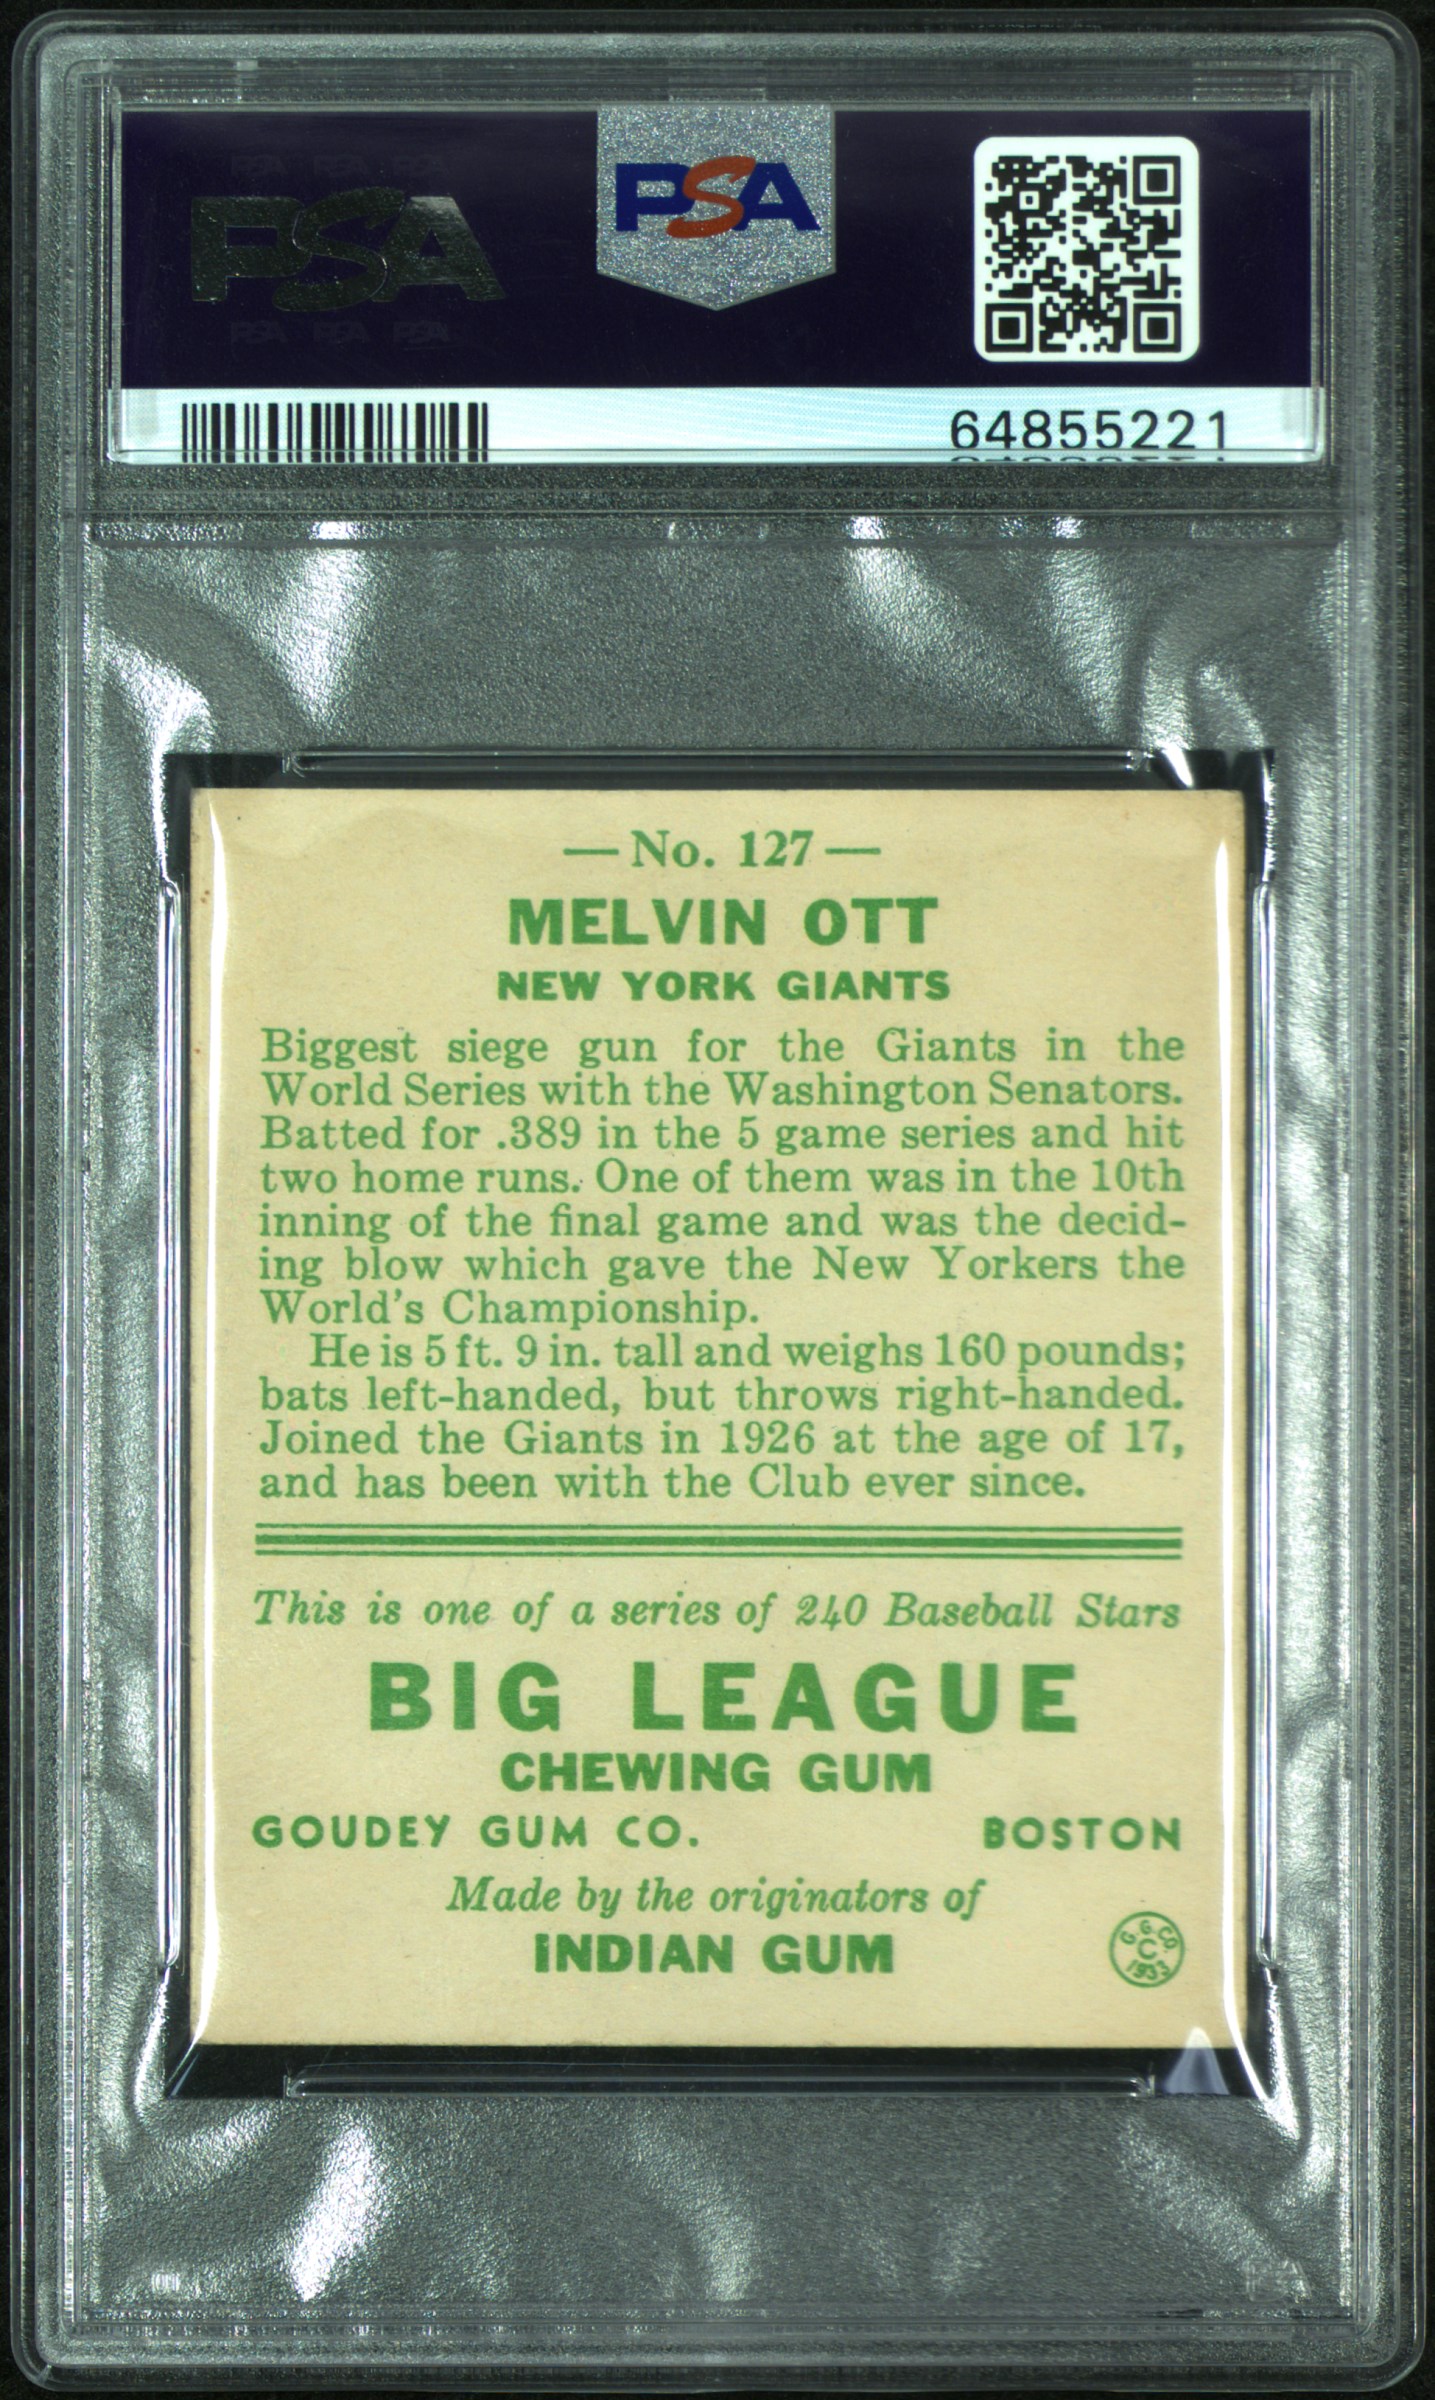 PSA PSA PSA
PSA
PSA PSA PSA
PSA
64855221
— No. 127 —
MELVIN OTT
NEW YORK GIANTS
Biggest siege gun for the Giants in the
World Series with the Washington Senators.
Batted for .389 in the 5 game series and hit
two home runs. One of them was in the 10th
inning of the final game and was the decid-
ing blow which gave the New Yorkers the
World's Championship.
He is 5 ft. 9 in. tall and weighs 160 pounds;
bats left-handed, but throws right-handed.
Joined the Giants in 1926 at the age of 17,
and has been with the Club ever since.
This is one of a series of 240 Baseball Stars
BIG LEAGUE
CHEWING GUM
GOUDEY GUM CO. BOSTON
Made by the originators of
INDIAN GUM
G. G. CO.
C
1933